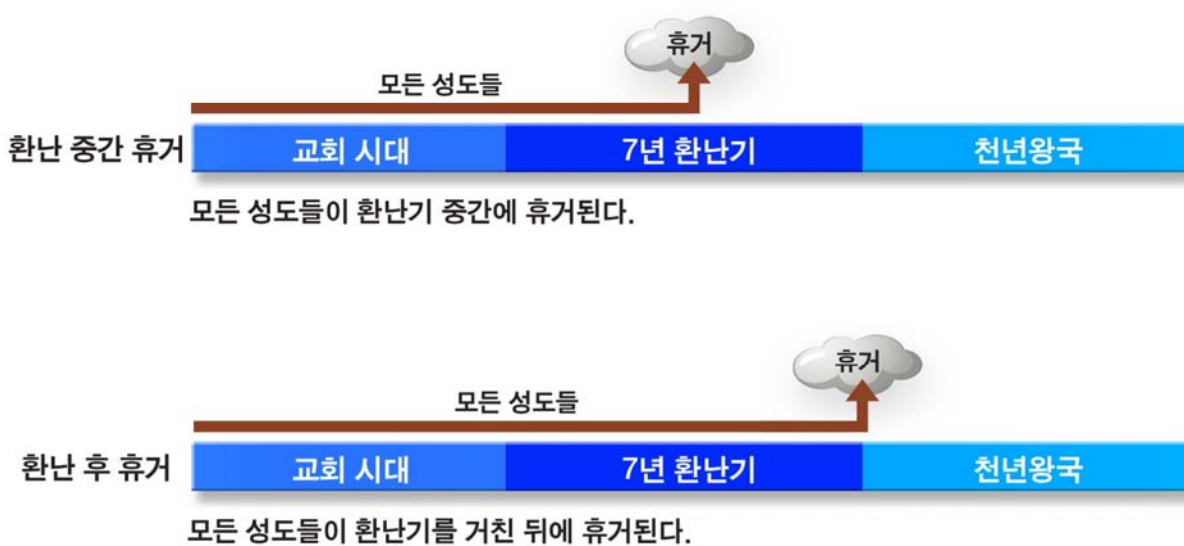 휴거
모든 성도들
환난 중간 휴거 교회 시대 7년 환난기 천년왕국
모든 성도들이 환난기 중간에 휴거된다.
휴거
모든 성도들
환난 후 휴거 교회 시대 7년 환난기 천년왕국
모든 성도들이 환난기를 거친 뒤에 휴거된다.